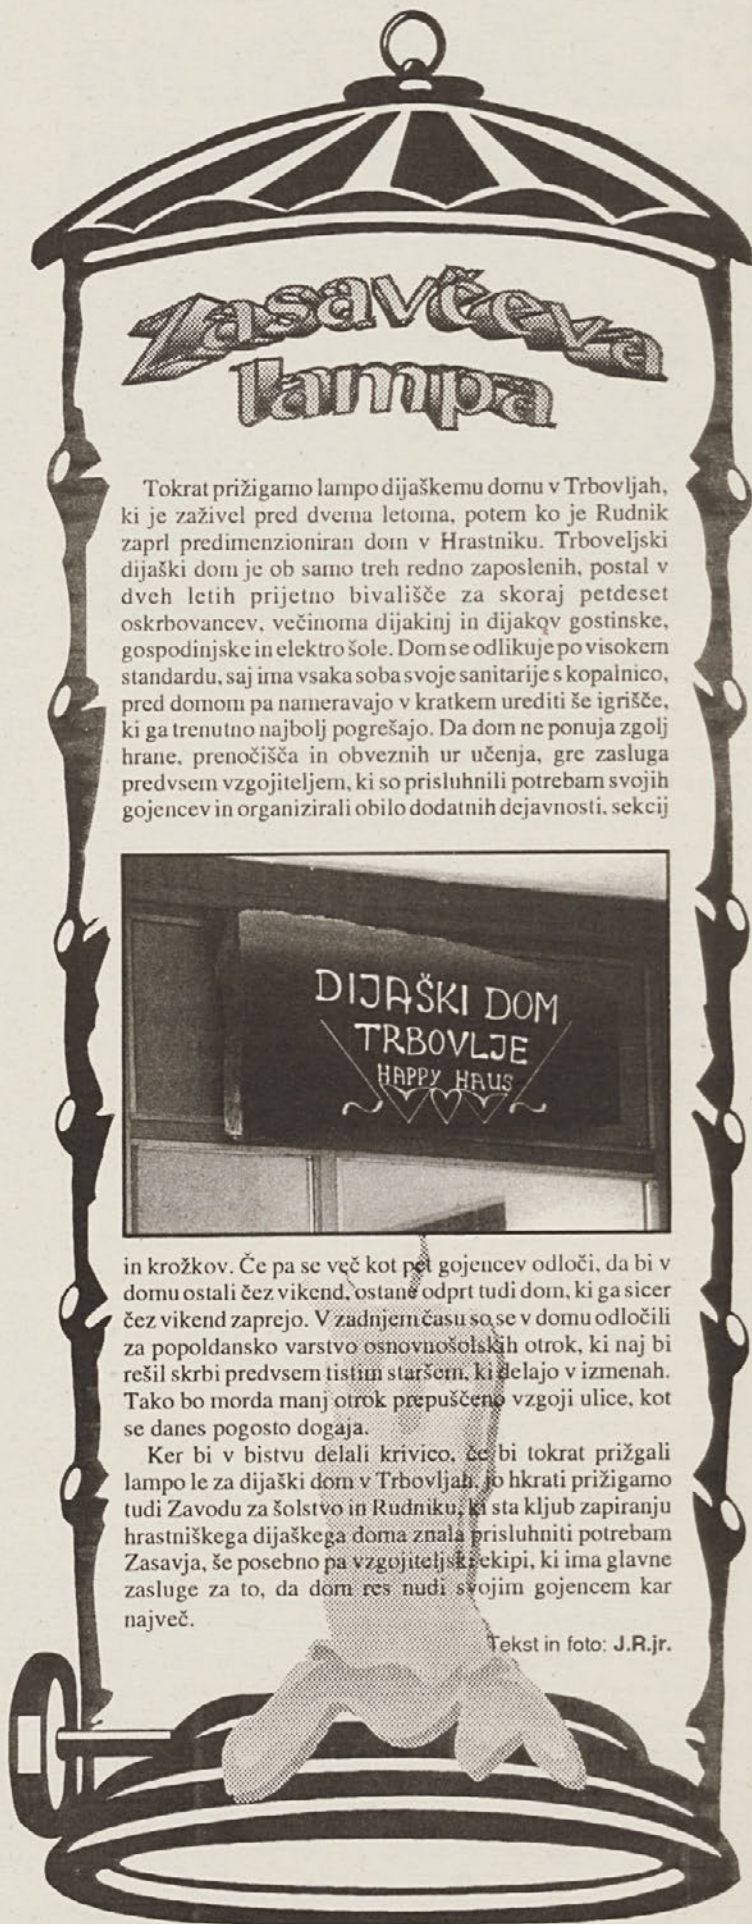 Zasavčeva
lampa
Tokrat prižigamo lampo dijaškemu domu v Trbovljah,
ki je zaživel pred dvema letoma, potem ko je Rudnik
zaprl predimenzioniran dom v Hrastniku. Trboveljski
dijaški dom je ob samo treh redno zaposlenih, postal v
dveh letih prijetno bivališče za skoraj petdeset
oskrbovancev, večinoma dijakinj in dijakov gostinske,
gospodinjske in elektro šole. Dom se odlikuje po visokem
standardu, saj ima vsaka soba svoje sanitarije s kopalnico,
pred domom pa nameravajo v kratkem urediti še igrišče,
ki ga trenutno najbolj pogrešajo. Da dom ne ponuja zgolj
hrane, prenočišča in obveznih ur učenja, gre zasluga
predvsem vzgojiteljem, ki so prisluhnili potrebam svojih
gojencev in organizirali obilo dodatnih dejavnosti, sekcij
DIJAŠKI DOM
TRBOVLJE
HAPPY HAUS
in krožkov. Če pa se več kot pet gojencev odloči, da bi v
domu ostali čez vikend, ostane odprt tudi dom, ki ga sicer
čez vikend zaprejo. V zadnjem času so se v domu odločili
za popoldansko varstvo osnovnošolskih otrok, ki naj bi
rešil skrbi predvsem tistim staršem, ki delajo v izmenah.
Tako bo morda manj otrok prepuščeno vzgoji ulice, kot
se danes pogosto dogaja.
Ker bi v bistvu delali krivico, če bi tokrat prižgali
lampo le za dijaški dom v Trbovljah, jo hkrati prižigamo
tudi Zavodu za šolstvo in Rudniku, ki sta kljub zapiranju
hrastniškega dijaškega doma znala prisluhniti potrebam
Zasavja, še posebno pa vzgojiteljski ekipi, ki ima glavne
zasluge za to, da dom res nudi svojim gojencem kar
največ.
Tekst in foto: J.R.jr.